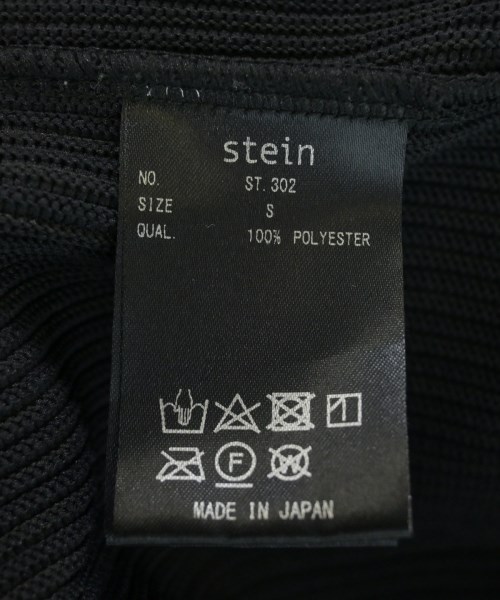 stein
NO. ST.302
SIZE S
QUAL. 100% POLYESTER
F W
MADE IN JAPAN